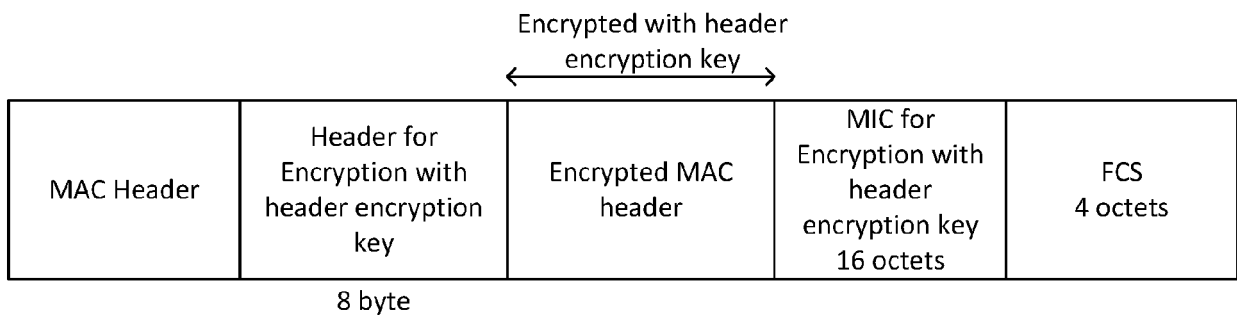 Encrypted with header
encryption key
MAC Header
Header for
Encryption with
header encryption
key
Encrypted MAC
header
MIC for
Encryption with
header
encryption key
16 octets
FCS
4 octets
8 byte